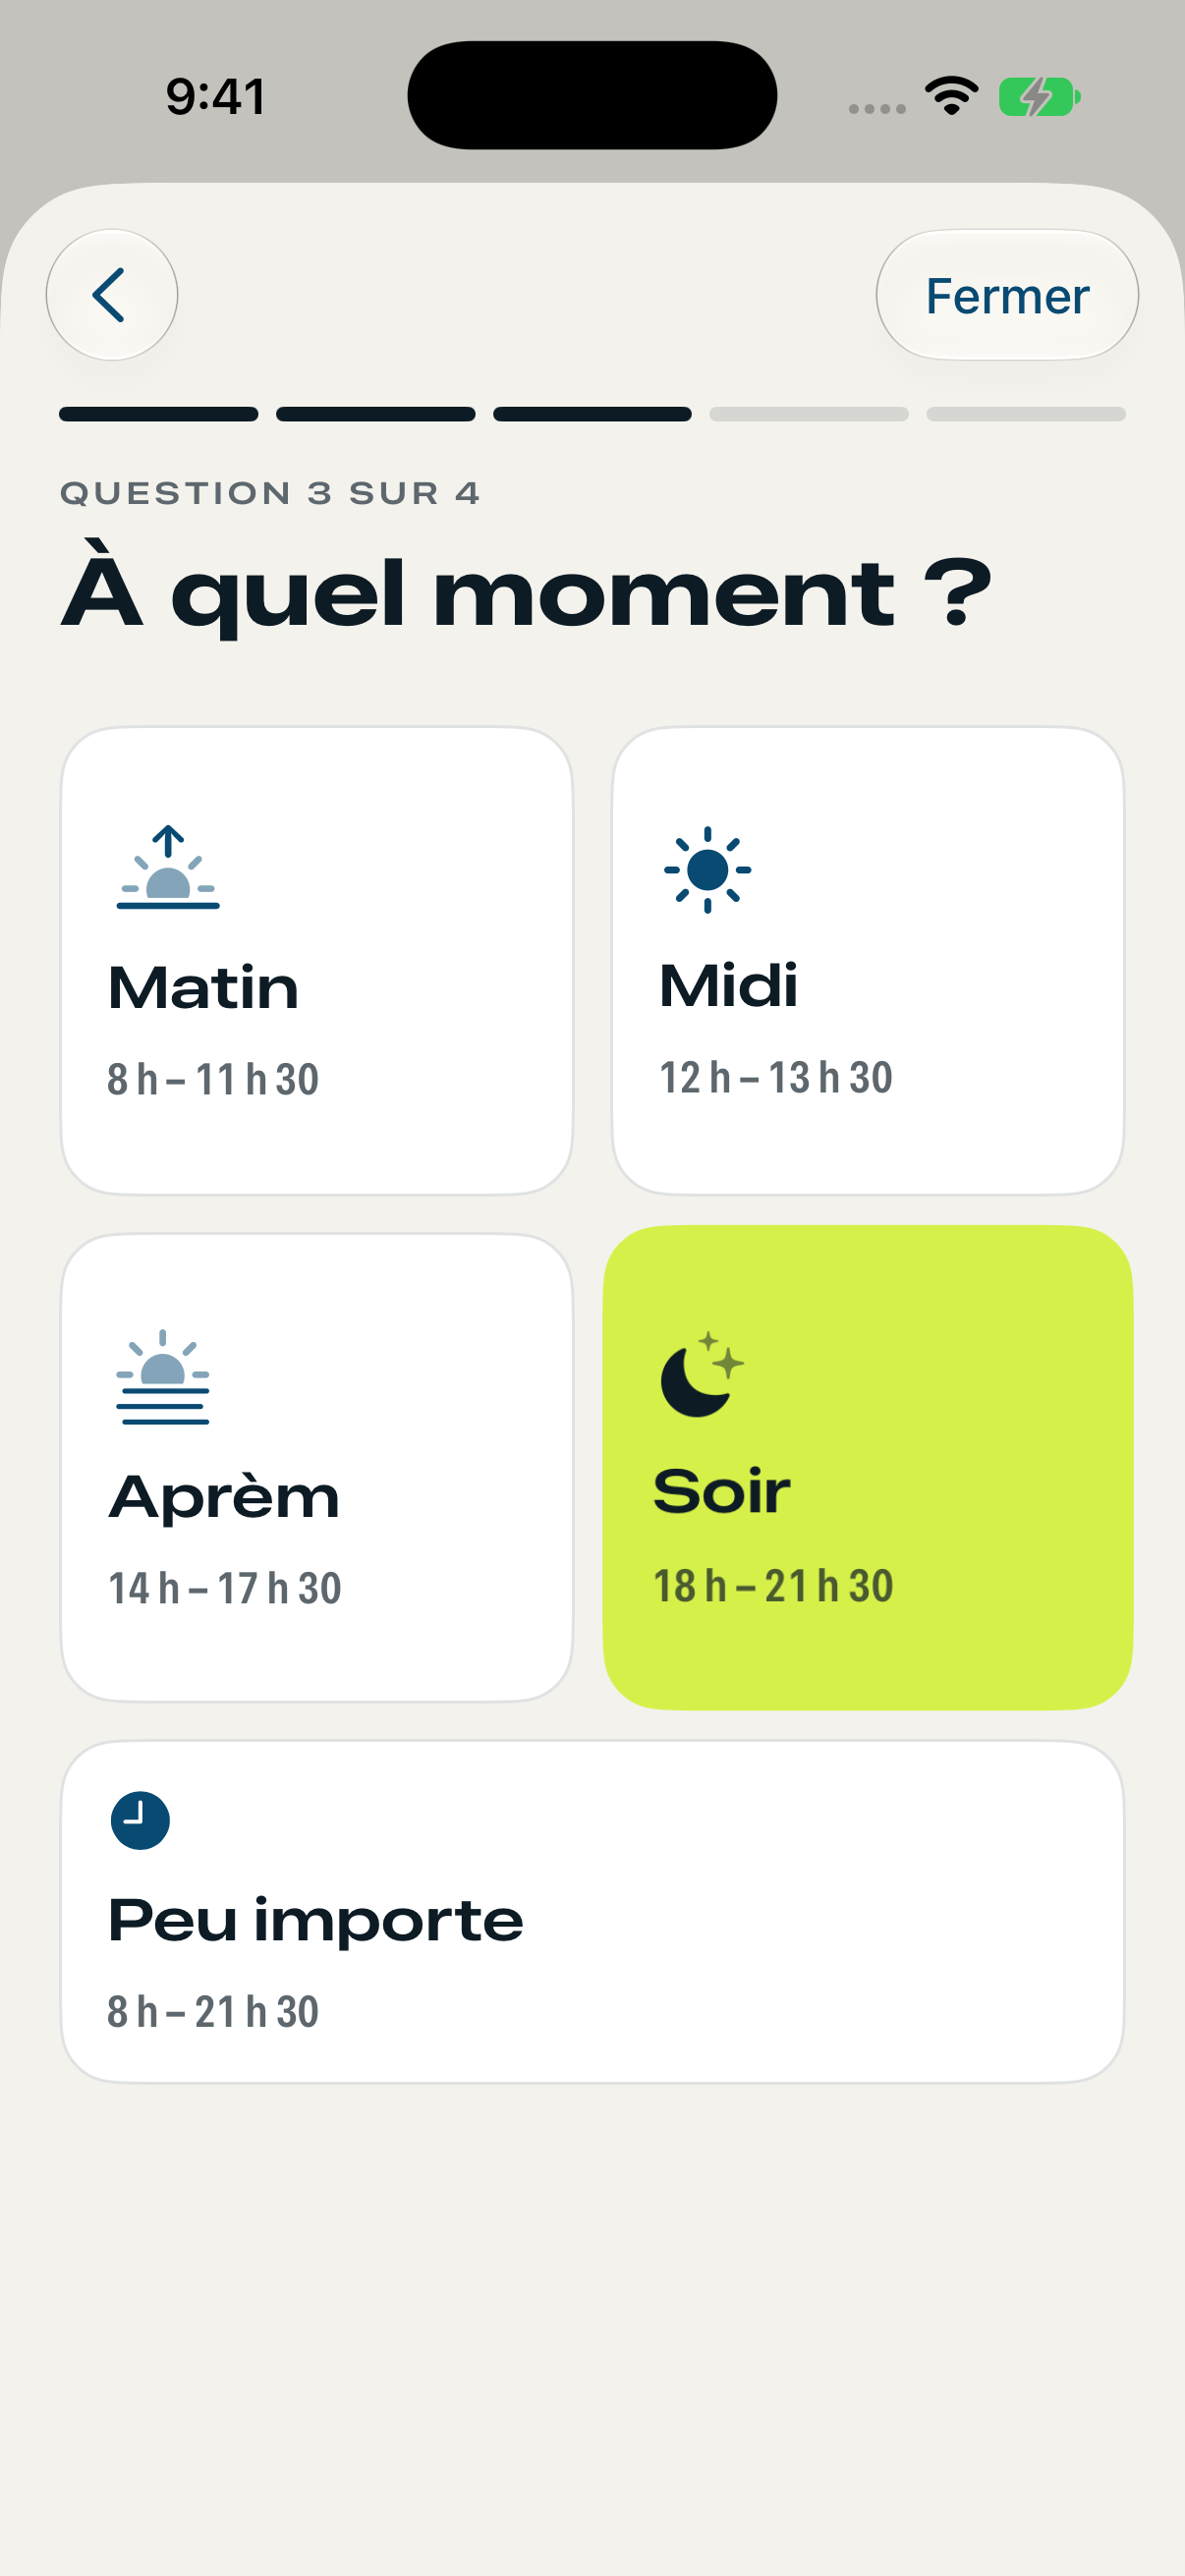 9:41
Fermer
QUESTION 3 SUR 4
À quel moment ?
Matin
8 h – 11 h 30
Midi
12 h – 13 h 30
Aprèm
14 h – 17 h 30
Soir
18 h – 21 h 30
Peu importe
8 h – 21 h 30